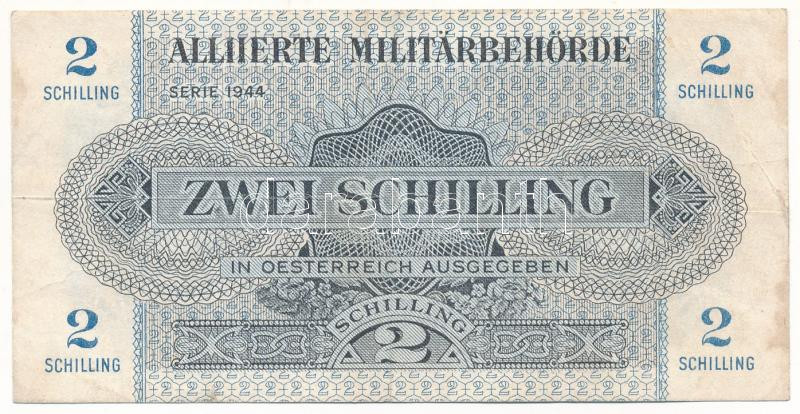 2
SCHILLING
ALLIIERTE MILITÄRBEHÖRDE
2
SCHILLING
SERIE 1944
ZWEI SCHILLING
darabanth
IN OESTERREICH AUSGEGEBEN
SCHILLING
2
2
SCHILLING
2
SCHILLING